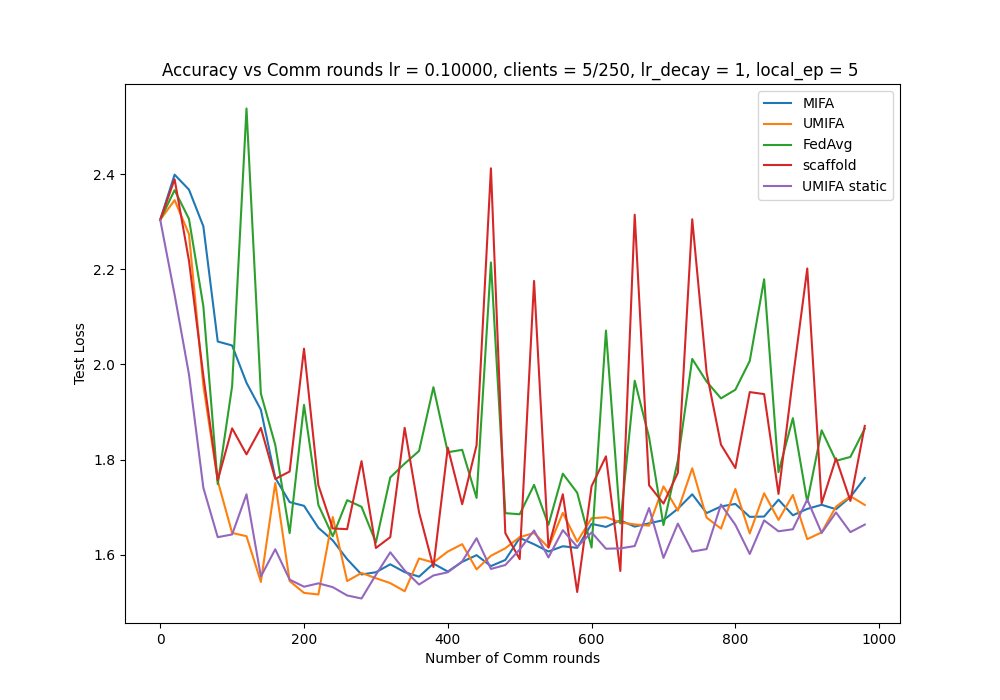 Accuracy vs Comm rounds lr = 0.10000, clients = 5/250, lr_decay = 1, local_ep = 5
MIFA
UMIFA
FedAvg
scaffold
UMIFA static
Test Loss
2.4
2.2
2.0
1.8
1.6
0 200 400 600 800 1000
Number of Comm rounds